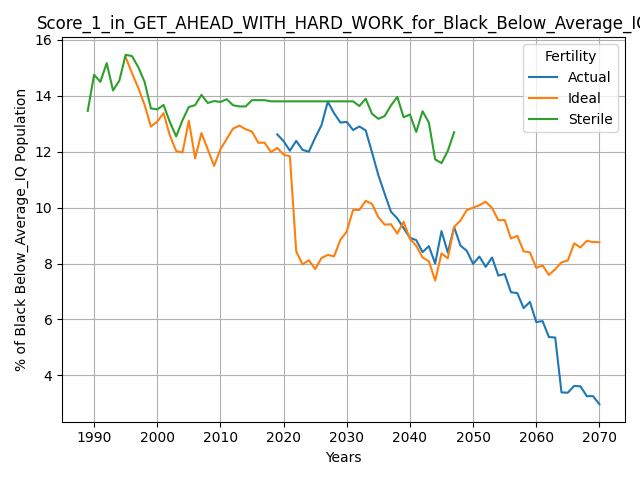 Score_1_in_GET_AHEAD_WITH_HARD_WORK_for_Black_Below_Average_IQ
Fertility
Actual
Ideal
Sterile
% of Black Below_Average_IQ Population
16
14
12
10
8
6
4
1990 2000 2010 2020 2030 2040 2050 2060 2070
Years